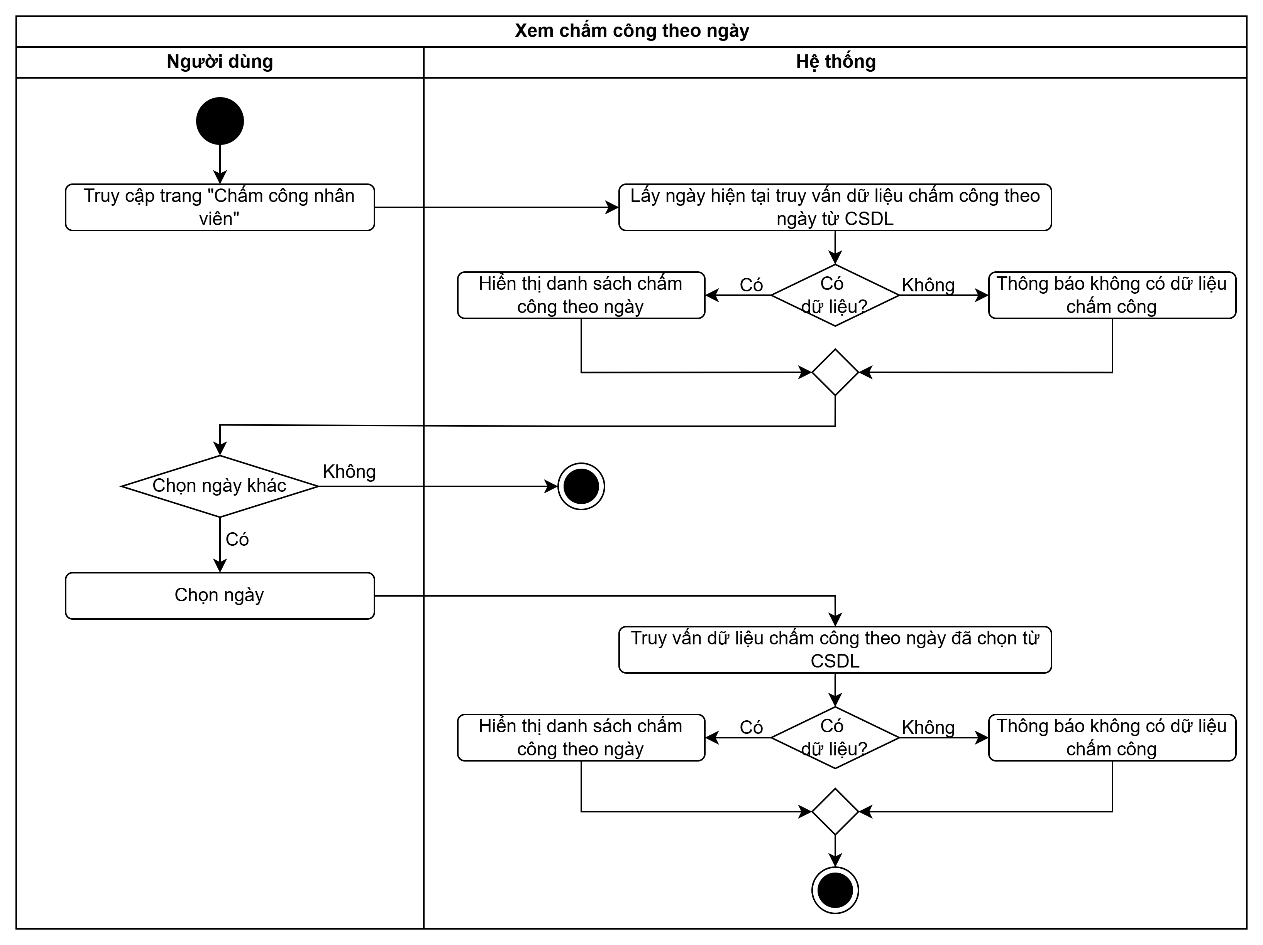 Xem chấm công theo ngày
Người dùng
Hệ thống
Truy cập trang "Chấm công nhân
viên"
Lấy ngày hiện tại truy vấn dữ liệu chấm công theo
ngày từ CSDL
Hiển thị danh sách chấm
công theo ngày
Có
Có
dữ liệu?
Không
Thông báo không có dữ liệu
chấm công
Chọn ngày khác
Không
Có
Chọn ngày
Truy vấn dữ liệu chấm công theo ngày đã chọn từ
CSDL
Hiển thị danh sách chấm
công theo ngày
Có
Có
dữ liệu?
Không
Thông báo không có dữ liệu
chấm công